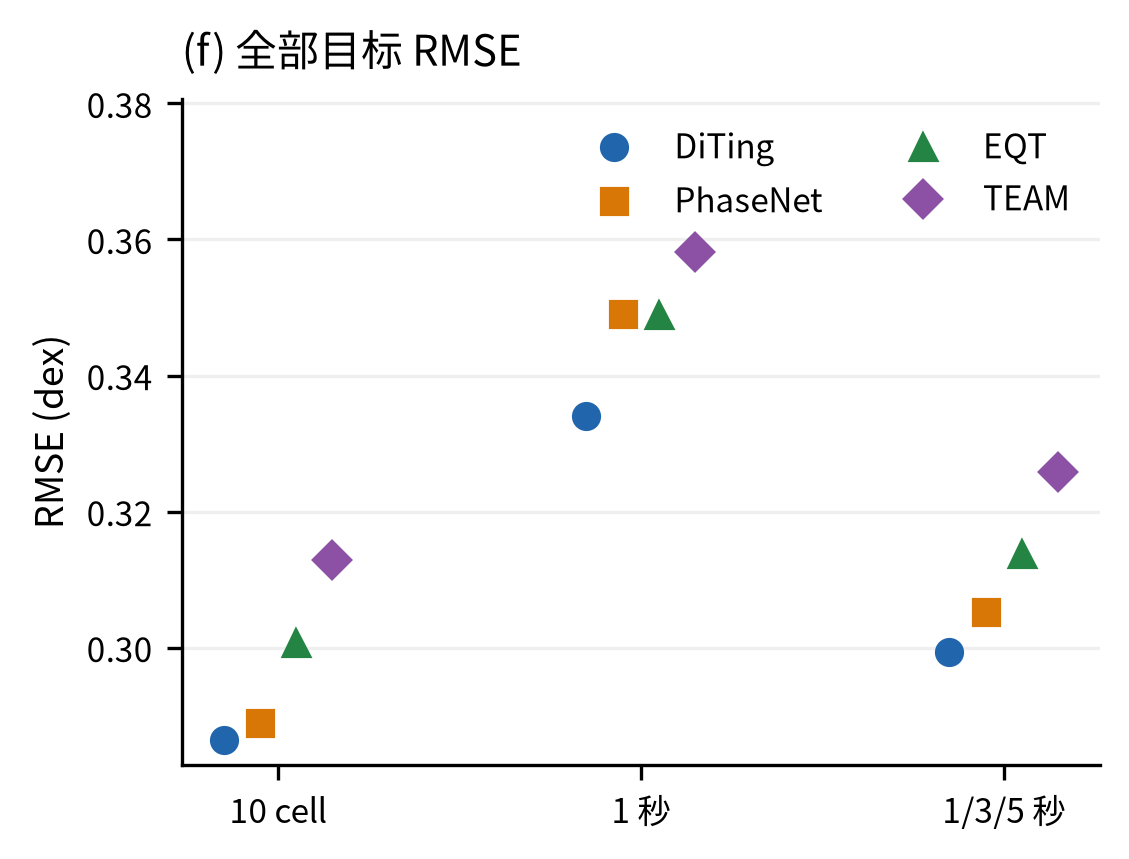 (f) 全部目标 RMSE
0.38
0.36
0.34
0.32
0.30
RMSE (dex)
DiTing
PhaseNet
EQT
TEAM
10 cell
1 秒
1/3/5 秒